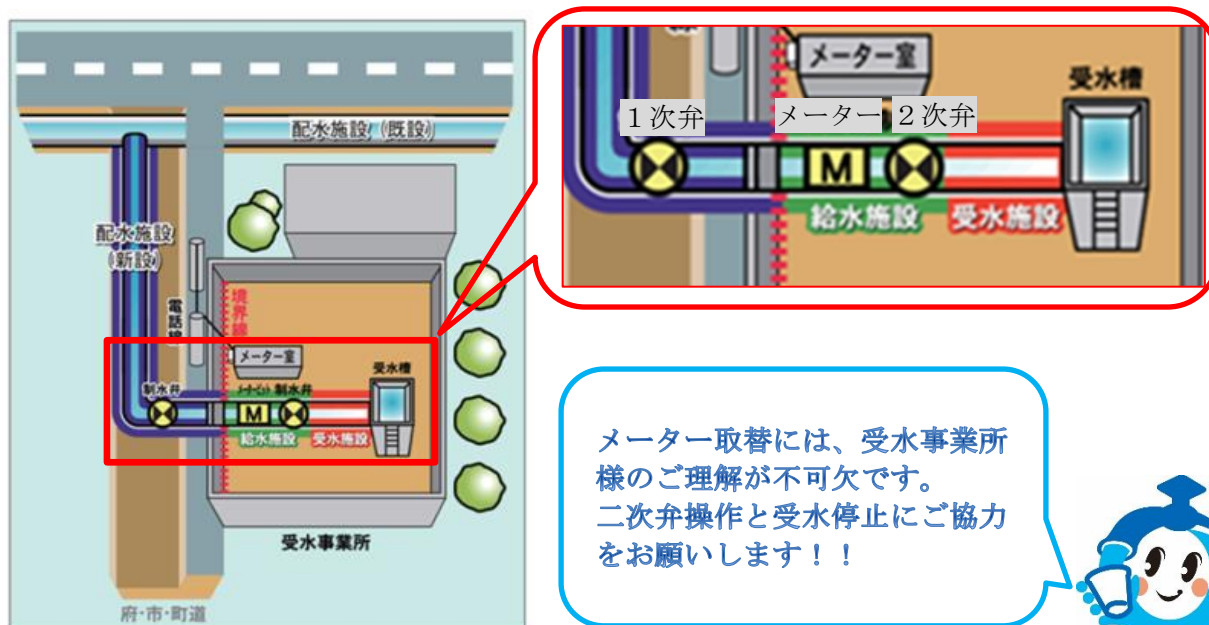 配水施設（既設）
配水施設
（新設）
電話線
境界線
メーター室
受水槽
制水弁
メーターピット 制水弁
M
給水施設 受水施設
受水事業所
府・市・町道
メーター室
受水槽
1次弁 メーター 2次弁
M
給水施設 受水施設
メーター取替には、受水事業所
様のご理解が不可欠です。
二次弁操作と受水停止にご協力
をお願いします！！